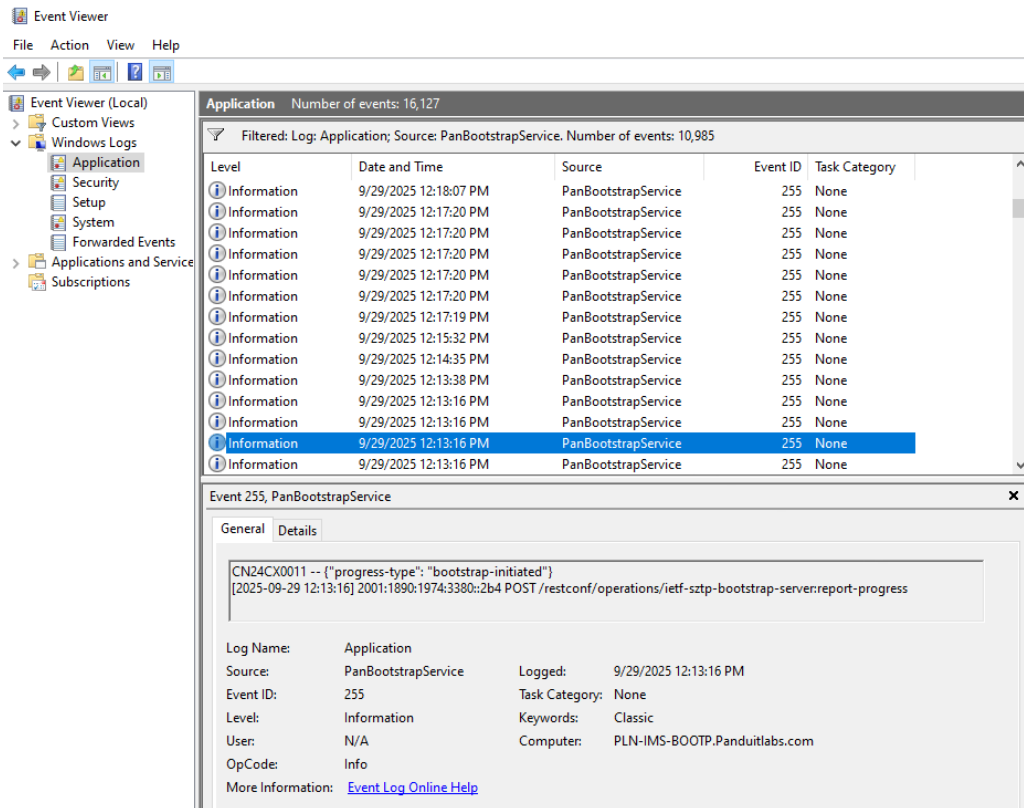 Event Viewer
File Action View Help
Event Viewer (Local)
Custom Views
Windows Logs
Application
Security
Setup
System
Forwarded Events
Applications and Service
Subscriptions
Application Number of events: 16,127
Filtered: Log: Application; Source: PanBootstrapService. Number of events: 10,985
Level Date and Time Source Event ID Task Category
Information 9/29/2025 12:18:07 PM PanBootstrapService 255 None
Information 9/29/2025 12:17:20 PM PanBootstrapService 255 None
Information 9/29/2025 12:17:20 PM PanBootstrapService 255 None
Information 9/29/2025 12:17:20 PM PanBootstrapService 255 None
Information 9/29/2025 12:17:20 PM PanBootstrapService 255 None
Information 9/29/2025 12:17:20 PM PanBootstrapService 255 None
Information 9/29/2025 12:17:19 PM PanBootstrapService 255 None
Information 9/29/2025 12:15:32 PM PanBootstrapService 255 None
Information 9/29/2025 12:14:35 PM PanBootstrapService 255 None
Information 9/29/2025 12:13:38 PM PanBootstrapService 255 None
Information 9/29/2025 12:13:16 PM PanBootstrapService 255 None
Information 9/29/2025 12:13:16 PM PanBootstrapService 255 None
Information 9/29/2025 12:13:16 PM PanBootstrapService 255 None
Information 9/29/2025 12:13:16 PM PanBootstrapService 255 None
Event 255, PanBootstrapService
General Details
CN24CX0011 -- {"progress-type": "bootstrap-initiated"}
[2025-09-29 12:13:16] 2001:1890:1974:3380::2b4 POST /restconf/operations/ietf-sztp-bootstrap-server:report-progress
Log Name: Application
Source: PanBootstrapService Logged: 9/29/2025 12:13:16 PM
Event ID: 255 Task Category: None
Level: Information Keywords: Classic
User: N/A Computer: PLN-IMS-BOOTP.Panduitlabs.com
OpCode: Info
More Information: Event Log Online Help